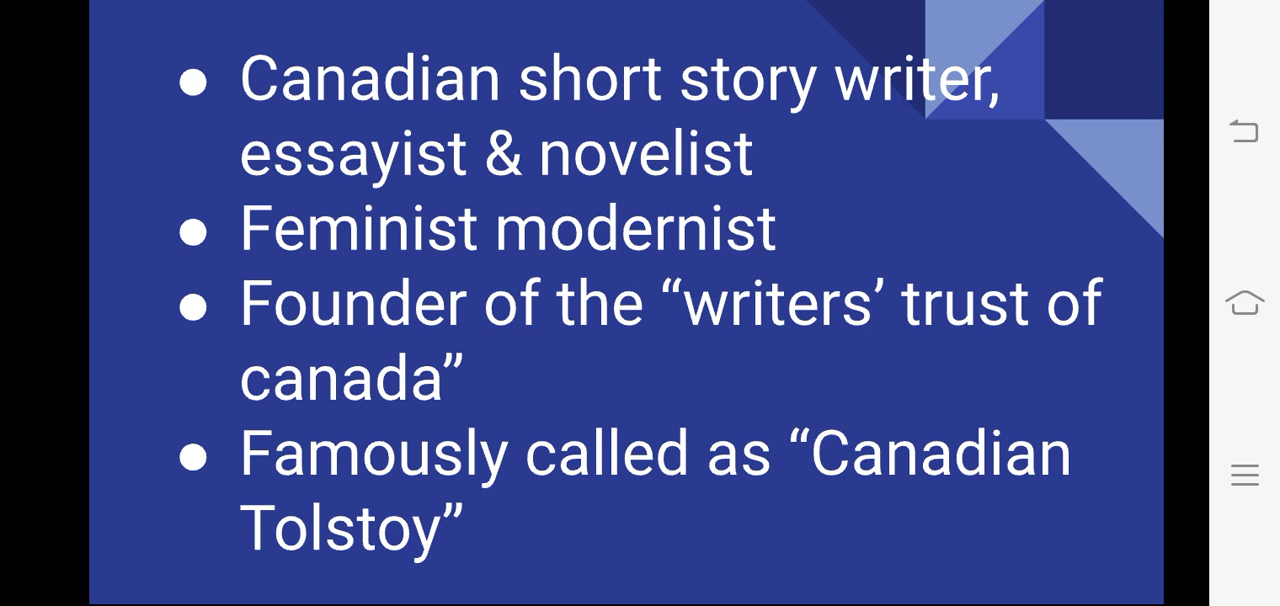 ● Canadian short story writer,
essayist & novelist
● Feminist modernist
● Founder of the “writers’ trust of
canada”
● Famously called as “Canadian
Tolstoy”